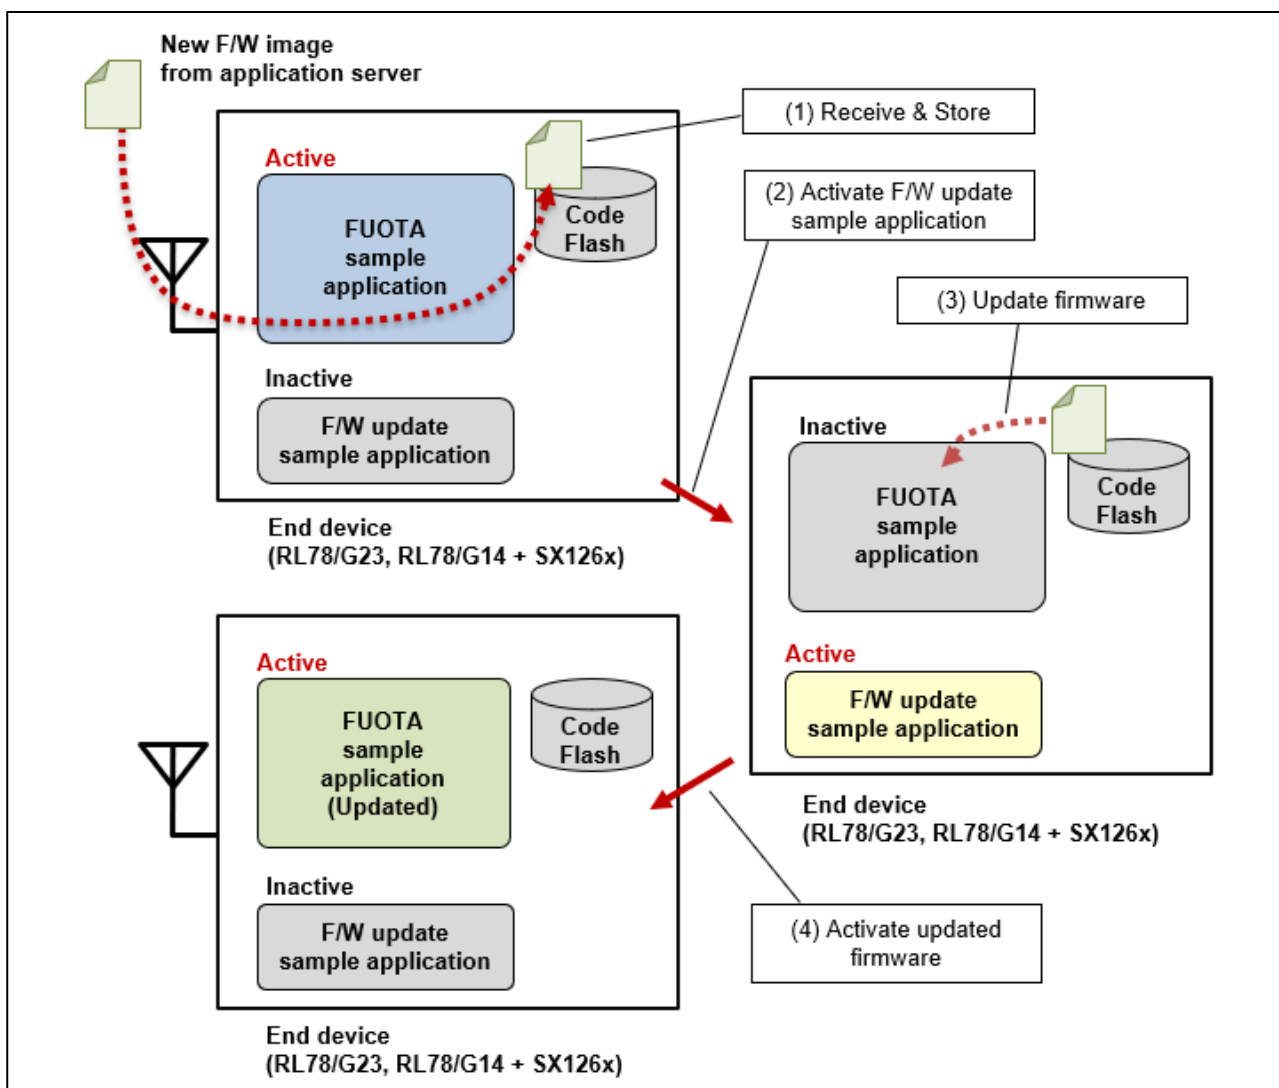 New F/W image
from application server
(1) Receive & Store
Active
FUOTA
sample
application
Code
Flash
(2) Activate F/W update
sample application
Inactive
F/W update
sample application
End device
(RL78/G23, RL78/G14 + SX126x)
(3) Update firmware
Inactive
FUOTA
sample
application
Code
Flash
Active
F/W update
sample application
End device
(RL78/G23, RL78/G14 + SX126x)
Active
FUOTA
sample
application
(Updated)
Code
Flash
Inactive
F/W update
sample application
(4) Activate updated
firmware
End device
(RL78/G23, RL78/G14 + SX126x)